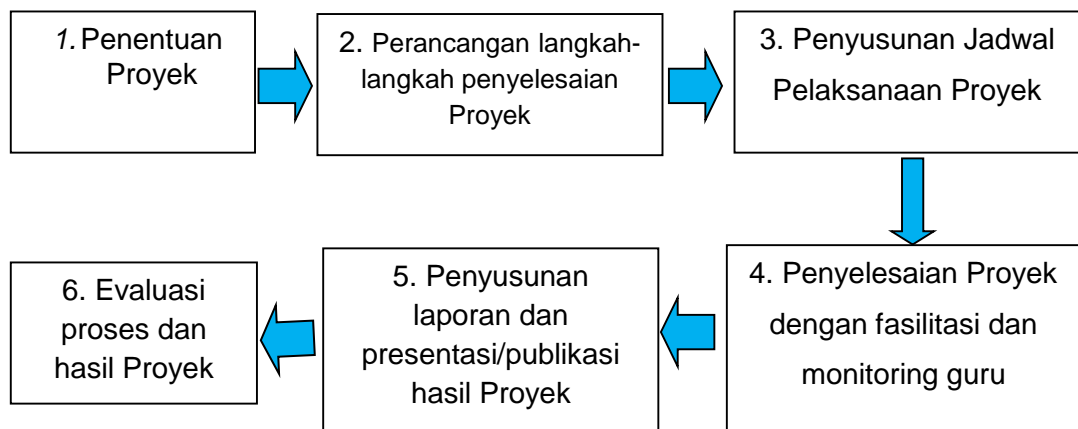 1. Penentuan
Proyek
2. Perancangan langkah-
langkah penyelesaian
Proyek
3. Penyusunan Jadwal
Pelaksanaan Proyek
4. Penyelesaian Proyek
dengan fasilitasi dan
monitoring guru
5. Penyusunan
laporan dan
presentasi/publikasi
hasil Proyek
6. Evaluasi
proses dan
hasil Proyek